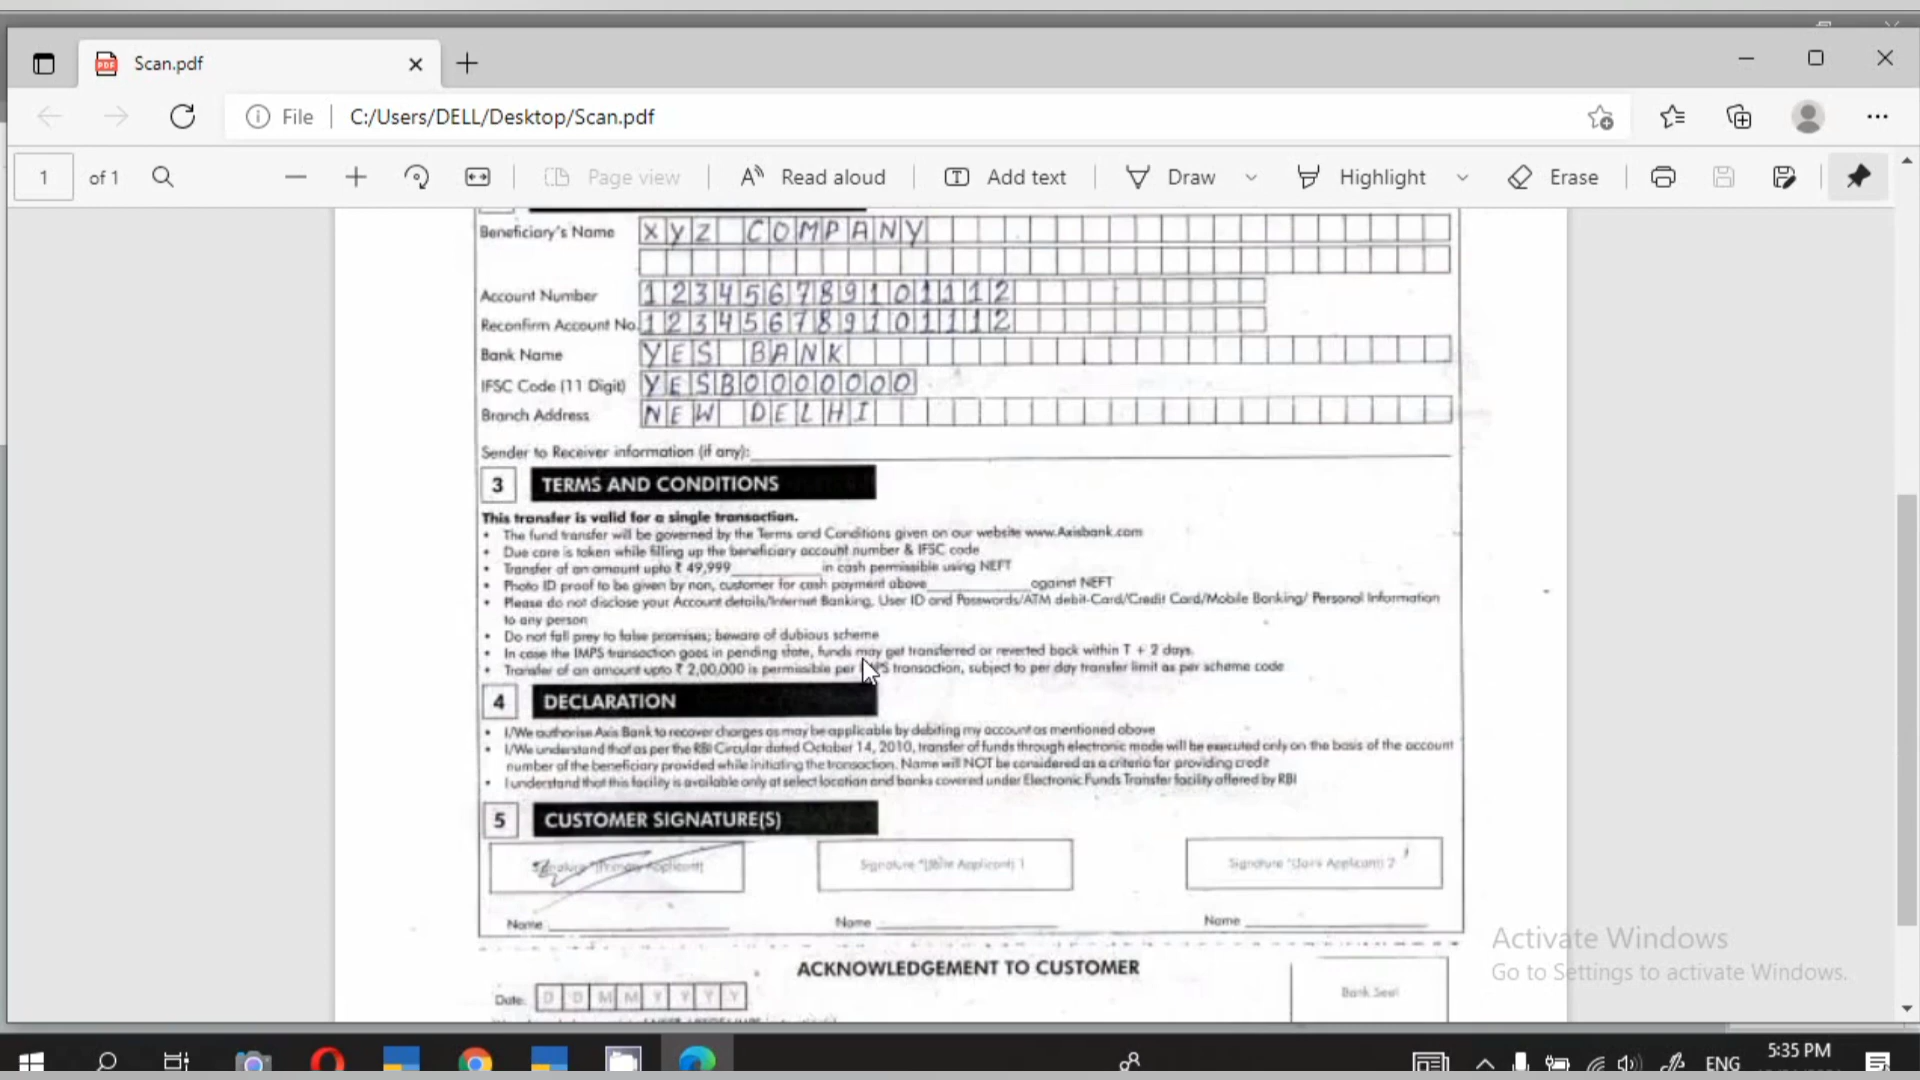 Scan.pdf
File C:/Users/DELL/Desktop/Scan.pdf
1 of 1 Page view Read aloud Add text Draw Highlight Erase
Beneficiary's Name XYZ COMPANY
Account Number 123456789101112
Reconfirm Account No. 123456789101112
Bank Name YES BANK
IFSC Code (11 Digit) YESB0000000
Branch Address NEW DELHI
Sender to Receiver information (if any):
3 TERMS AND CONDITIONS
This transfer is valid for a single transaction.
• The fund transfer will be governed by the Terms and Conditions given on our website www.Axisbank.com
• Due care is taken while filling up the beneficiary account number & IFSC code
• Transfer of an amount upto ₹ 49,999 in cash permissible using NEFT
• Photo ID proof to be given by non, customer for cash payment above against NEFT
• Please do not disclose your Account details/Internet Banking, User ID and Passwords/ATM debit-Card/Credit Card/Mobile Banking/ Personal Information
to any person
• Do not fall prey to false promises; beware of dubious scheme
• In case the IMPS transaction goes in pending state, funds may get transferred or reverted back within T + 2 days.
• Transfer of an amount upto ₹ 2,00,000 is permissible per IMPS transaction, subject to per day transfer limit as per scheme code
4 DECLARATION
• I/We authorise Axis Bank to recover charges as may be applicable by debiting my account as mentioned above
• I/We understand that as per the RBI Circular dated October 14, 2010, transfer of funds through electronic mode will be executed only on the basis of the account
number of the beneficiary provided while initiating the transaction. Name will NOT be considered as a criteria for providing credit
• I understand that this facility is available only at select location and banks covered under Electronic Funds Transfer facility offered by RBI
5 CUSTOMER SIGNATURE(S)
Signature *(Primary Applicant) Signature *(Joint Applicant) 1 Signature *(Joint Applicant) 2
Name Name Name
Activate Windows
Go to Settings to activate Windows.
ACKNOWLEDGEMENT TO CUSTOMER
Date: D D M M Y Y Y Y
Bank Seal
ENG 5:35 PM